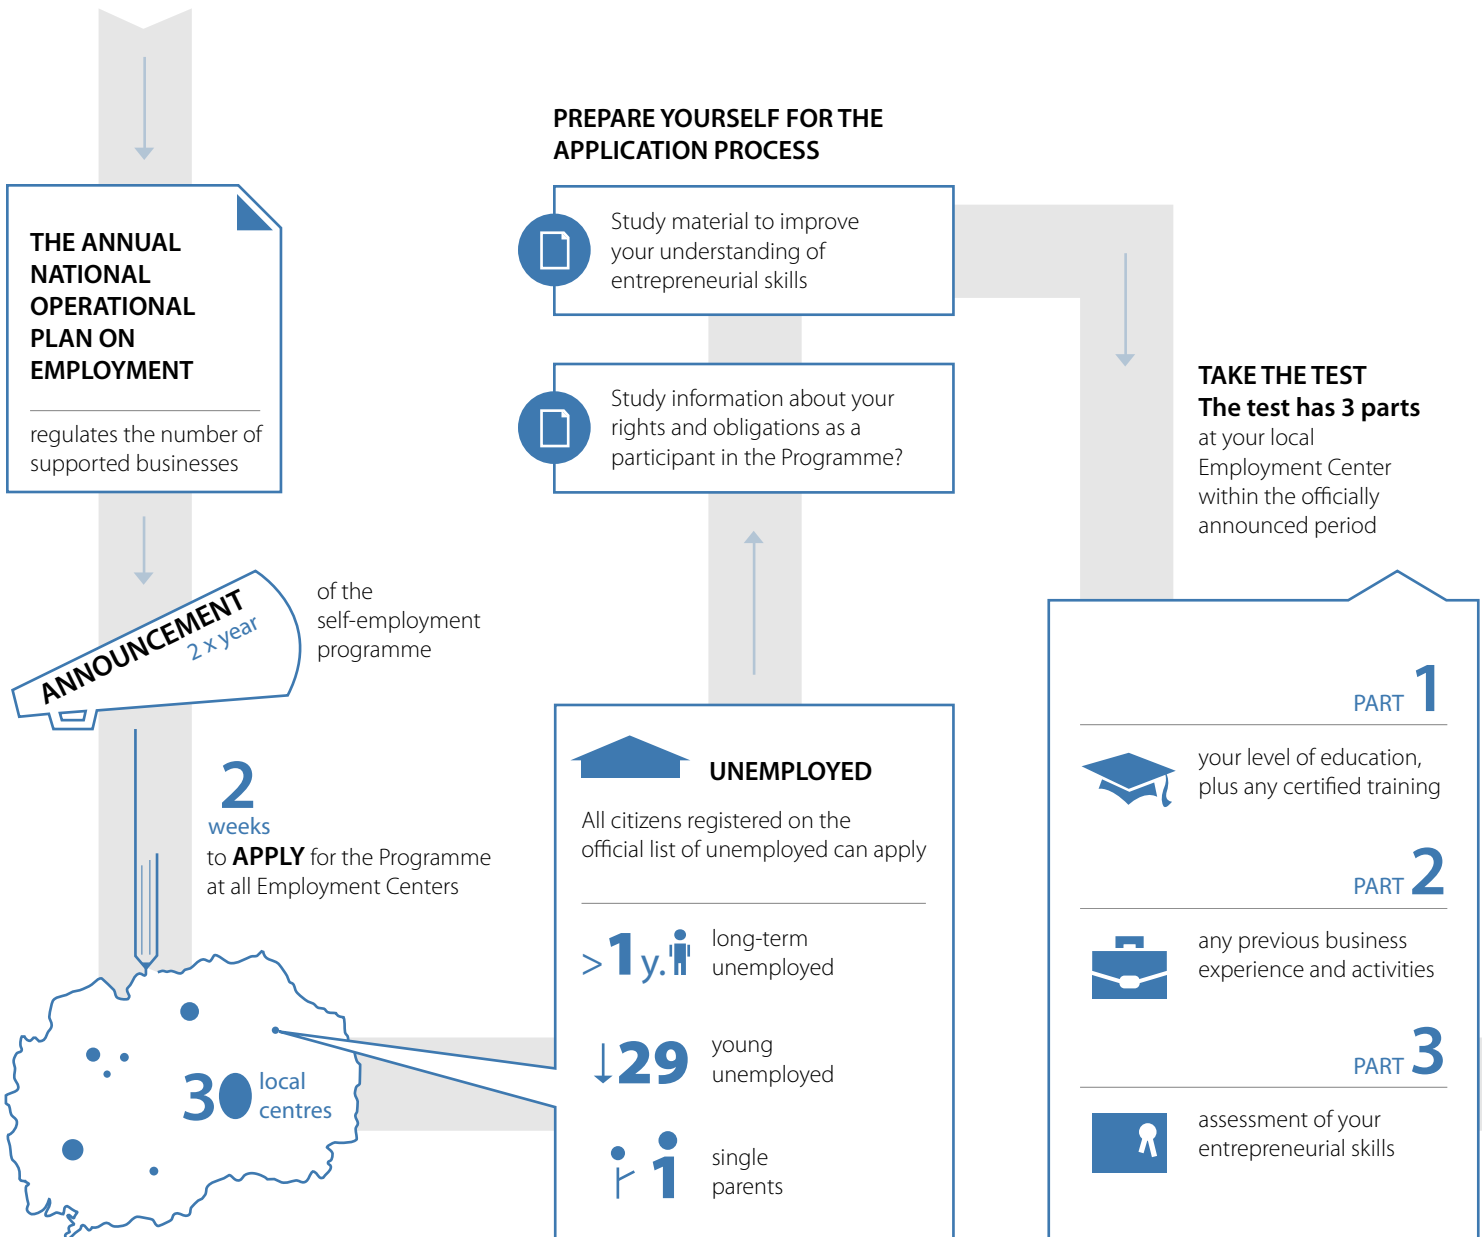 THE ANNUAL
NATIONAL
OPERATIONAL
PLAN ON
EMPLOYMENT
regulates the number of
supported businesses
ANNOUNCEMENT
2 x year
of the
self-employment
programme
2
weeks
to APPLY for the Programme
at all Employment Centers
30 local
centres
PREPARE YOURSELF FOR THE
APPLICATION PROCESS
Study material to improve
your understanding of
entrepreneurial skills
Study information about your
rights and obligations as a
participant in the Programme?
UNEMPLOYED
All citizens registered on the
official list of unemployed can apply
>1 y. long-term
unemployed
↓29 young
unemployed
1 single
parents
TAKE THE TEST
The test has 3 parts
at your local
Employment Center
within the officially
announced period
PART 1
your level of education,
plus any certified training
PART 2
any previous business
experience and activities
PART 3
assessment of your
entrepreneurial skills